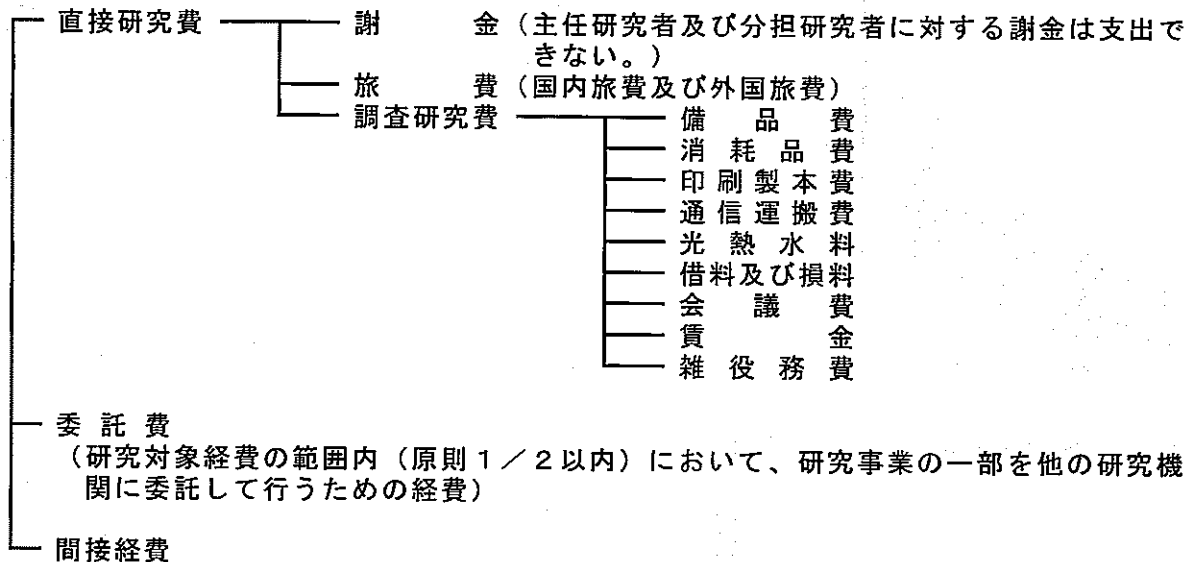 直接研究費 謝　　金（主任研究者及び分担研究者に対する謝金は支出で
きない。）
旅　　費（国内旅費及び外国旅費）
調査研究費 備　品　費
消　耗　品　費
印刷製本費
通信運搬費
光　熱　水　料
借料及び損料
会　議　費
賃　　金
雑　役　務　費
委　託　費
（研究対象経費の範囲内（原則１／２以内）において、研究事業の一部を他の研究機
関に委託して行うための経費）
間接経費